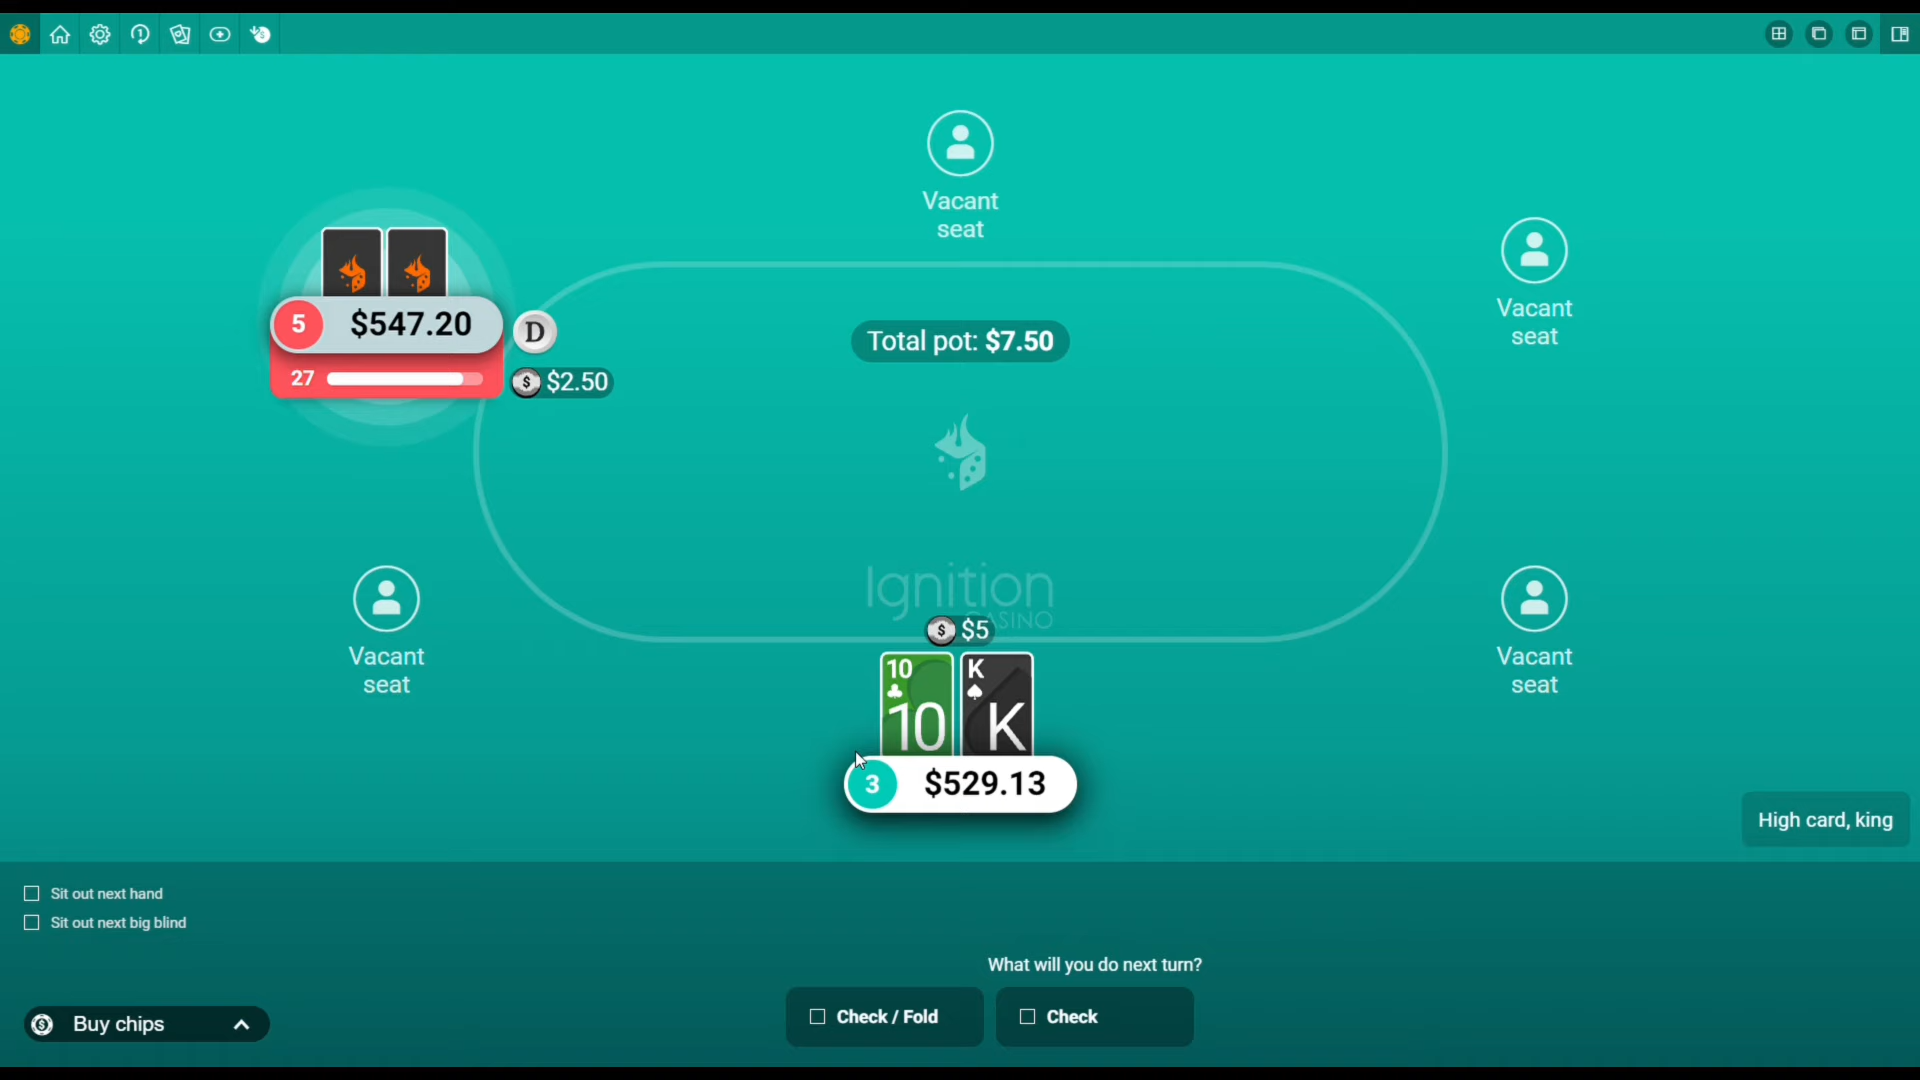 Vacant
seat
Vacant
seat
5 $547.20
D
27
$2.50
Total pot: $7.50
Ignition
CASINO
$5
10
10
K
K
Vacant
seat
Vacant
seat
3 $529.13
High card, king
Sit out next hand
Sit out next big blind
What will you do next turn?
Check / Fold
Check
Buy chips